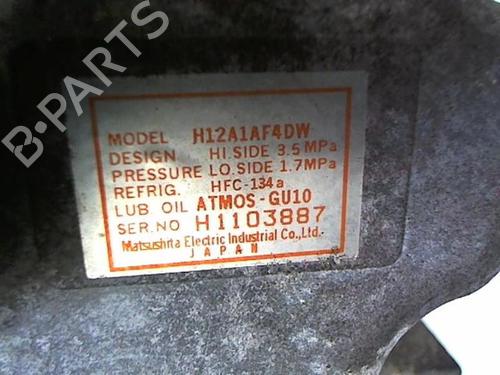 B-PARTS
MODEL H12A1AF4DW
DESIGN HI.SIDE 3.5MPa
PRESSURE LO.SIDE 1.7MPa
REFRIG. HFC-134a
LUB OIL ATMOS-GU10
SER.NO H1103887
Matsushita Electric Industrial Co.,Ltd.
JAPAN